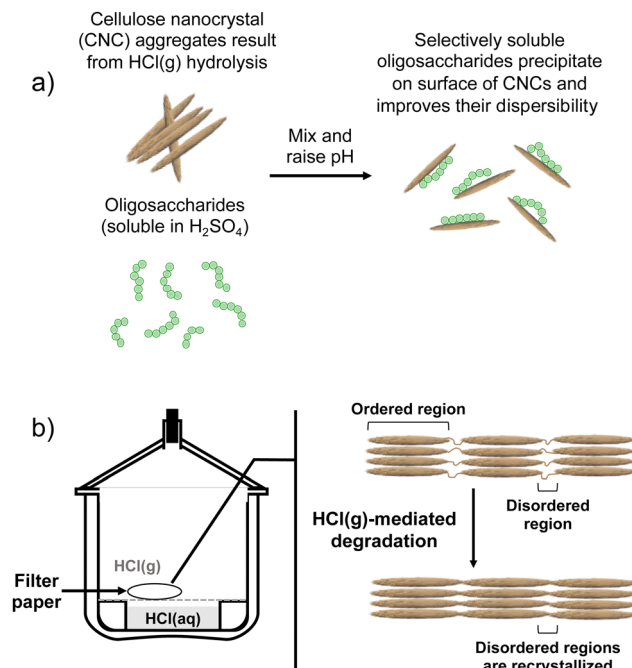 Cellulose nanocrystal
(CNC) aggregates result
from HCl(g) hydrolysis
a)
Oligosaccharides
(soluble in H₂SO₄)
Mix and
raise pH
Selectively soluble
oligosaccharides precipitate
on surface of CNCs and
improves their dispersibility
b)
HCl(g)
Filter
paper
HCl(aq)
Ordered region
Disordered
region
HCl(g)-mediated
degradation
Disordered regions
are recrystallized